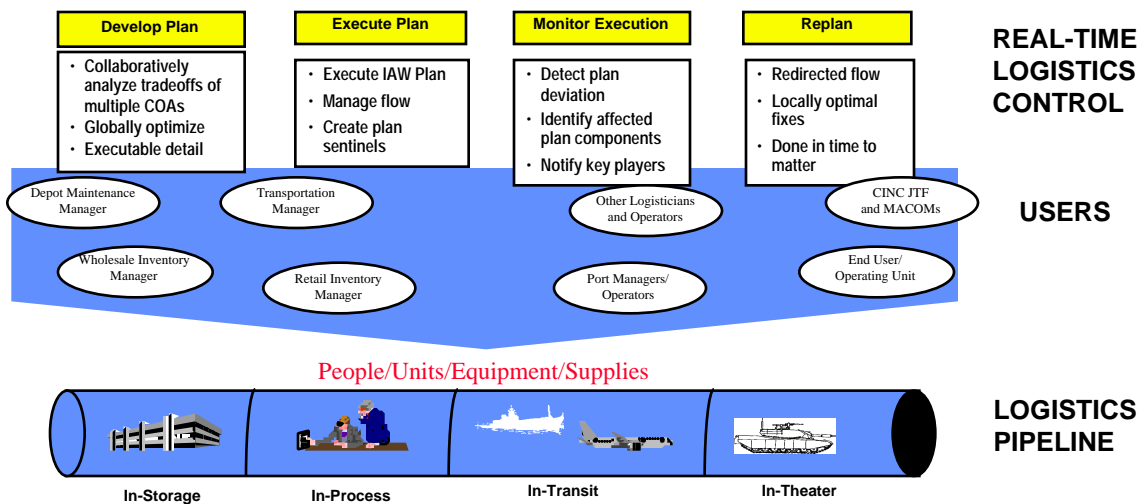 Develop Plan
Execute Plan
Monitor Execution
Replan
• Collaboratively
analyze tradeoffs of
multiple COAs
• Globally optimize
• Executable detail
• Execute IAW Plan
• Manage flow
• Create plan
sentinels
• Detect plan
deviation
• Identify affected
plan components
• Notify key players
• Redirected flow
• Locally optimal
fixes
• Done in time to
matter
REAL-TIME
LOGISTICS
CONTROL
Depot Maintenance
Manager
Transportation
Manager
Other Logisticians
and Operators
CINC JTF
and MACOMs
USERS
Wholesale Inventory
Manager
Retail Inventory
Manager
Port Managers/
Operators
End User/
Operating Unit
People/Units/Equipment/Supplies
LOGISTICS
PIPELINE
In-Storage
In-Process
In-Transit
In-Theater